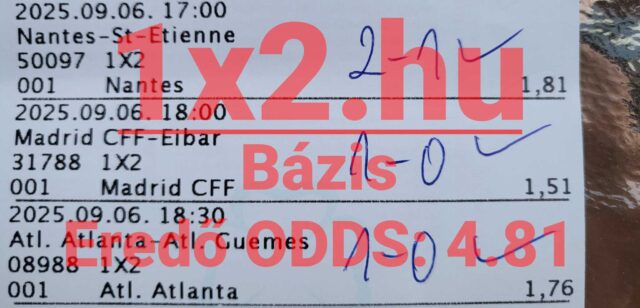 2025.09.06. 17:00
Nantes-St-Etienne
50097 1X2
2-1
001 Nantes 1,81
1x2.hu
2025.09.06. 18:00
Madrid CFF-Eibar
31788 1X2
1-0
Bázis
001 Madrid CFF 1,51
2025.09.06. 18:30
Atl. Atlanta-Atl. Guemes
Eredő ODDS: 4.81
08988 1X2
1-0
001 Atl. Atlanta 1,76